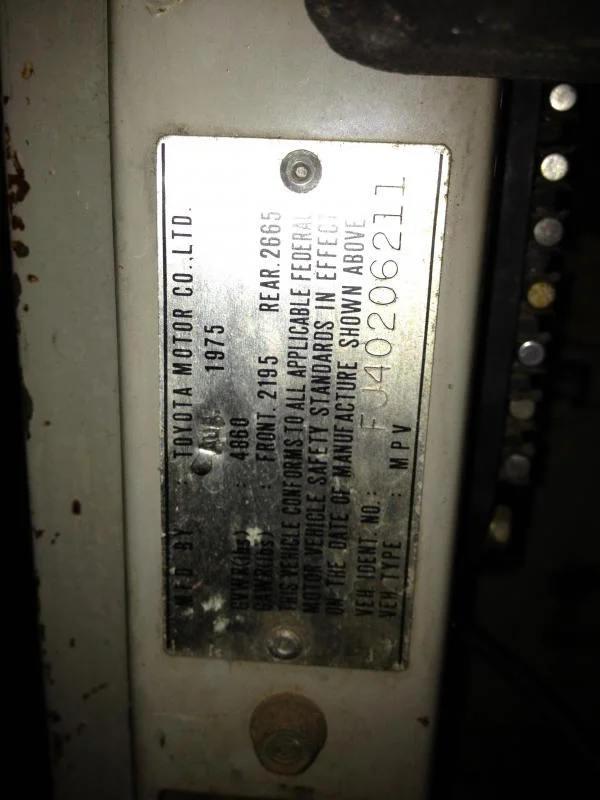 MFD BY : TOYOTA MOTOR CO.,LTD.
AUG. 1975
GVWR(lbs) : 4860
GAWR(lbs) : FRONT. 2195 REAR. 2665
THIS VEHICLE CONFORMS TO ALL APPLICABLE FEDERAL
MOTOR VEHICLE SAFETY STANDARDS IN EFFECT
ON THE DATE OF MANUFACTURE SHOWN ABOVE
VEH. IDENT. NO.: FJ40206211
VEH. TYPE : MPV